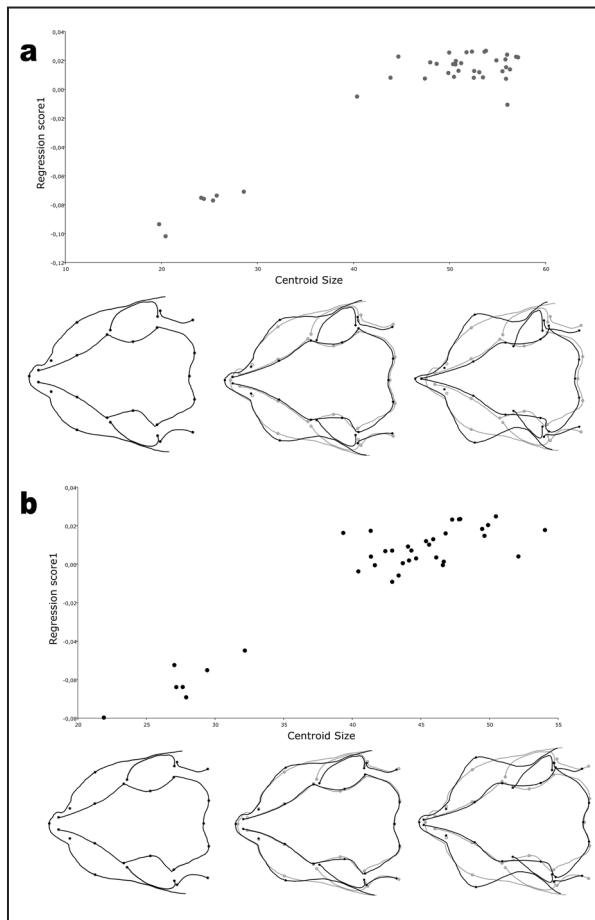 a
Regression score1
0,04
0,02
0,00
-0,02
-0,04
-0,06
-0,08
-0,10
-0,12
10 20 30 40 50 60
Centroid Size
b
Regression score1
0,04
0,02
0,00
-0,02
-0,04
-0,06
-0,08
20 25 30 35 40 45 50 55
Centroid Size